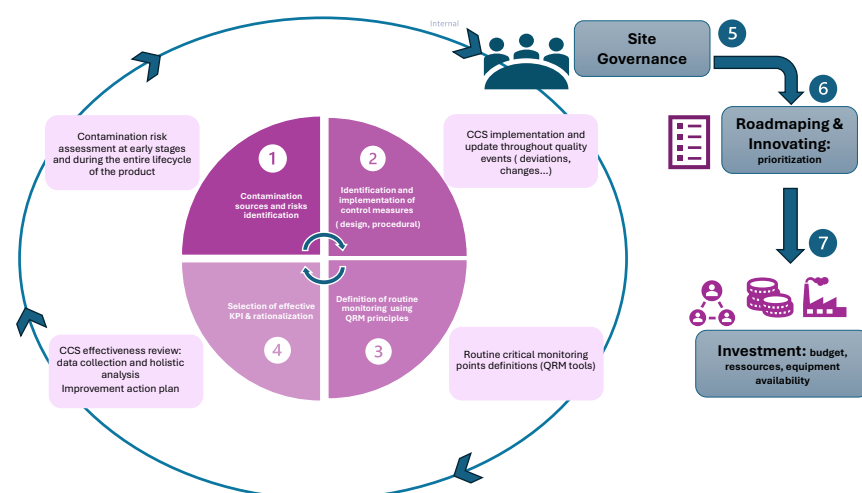 Internal
Site
Governance
5
6
Roadmaping &
Innovating:
prioritization
7
Investment: budget,
ressources, equipment
availability
Contamination risk
assessment at early stages
and during the entire lifecycle
of the product
CCS implementation and
update throughout quality
events ( deviations,
changes...)
1
Contamination
sources and risks
identification
2
Identification and
implementation of
control measures
( design, procedural)
Selection of effective
KPI & rationalization
4
Definition of routine
monitoring using
QRM principles
3
CCS effectiveness review:
data collection and holistic
analysis
Improvement action plan
Routine critical monitoring
points definitions (QRM tools)